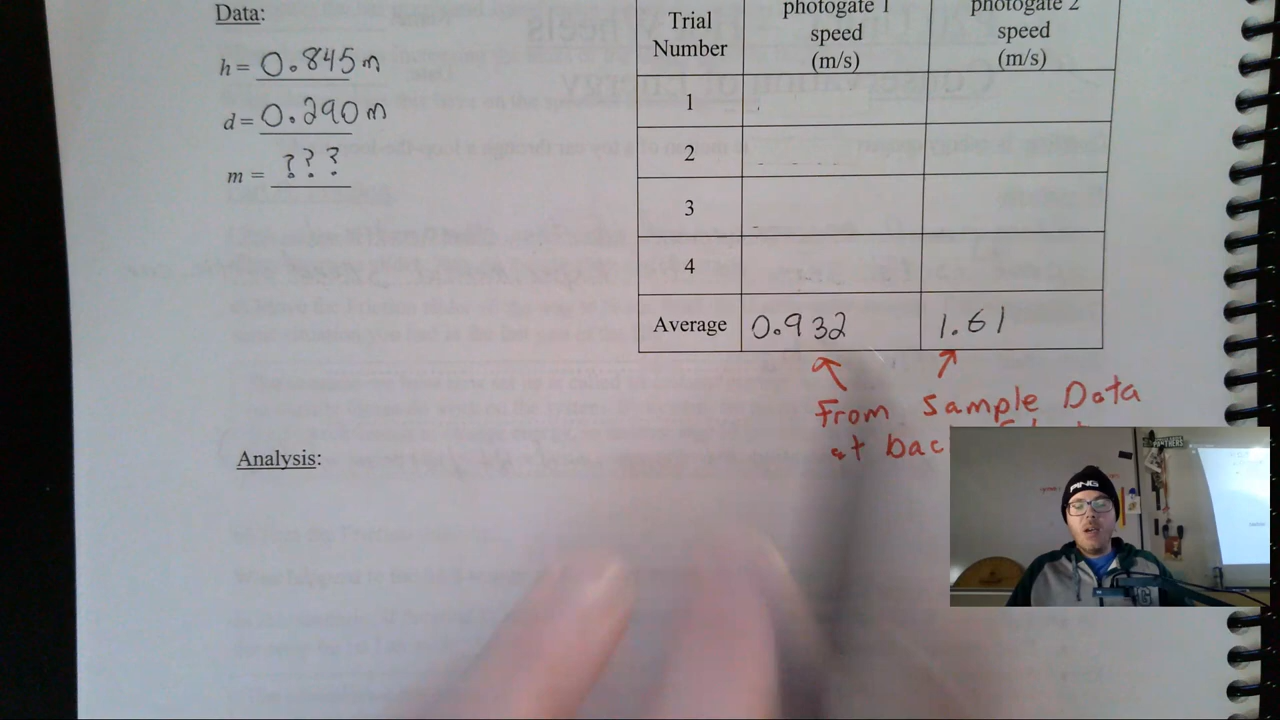 Data:
h = 0.845 m
d = 0.290 m
m = ???
Trial Number
photogate 1 speed (m/s)
photogate 2 speed (m/s)
1
2
3
4
Average 0.932 1.61
From Sample Data
at
Analysis:
PING